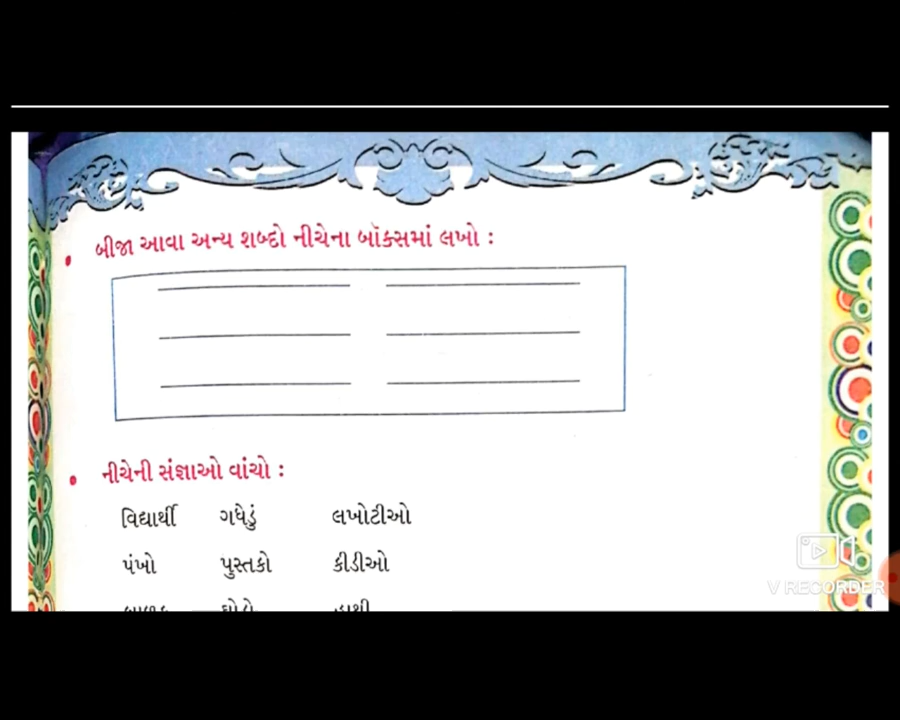 બીજા આવા અન્ય શબ્દો નીચેના બૉક્સમાં લખો :
નીચેની સંજ્ઞાઓ વાંચો :
વિદ્યાર્થી ગધેડું લખોટીઓ
પંખો પુસ્તકો કીડીઓ
V RECORDER